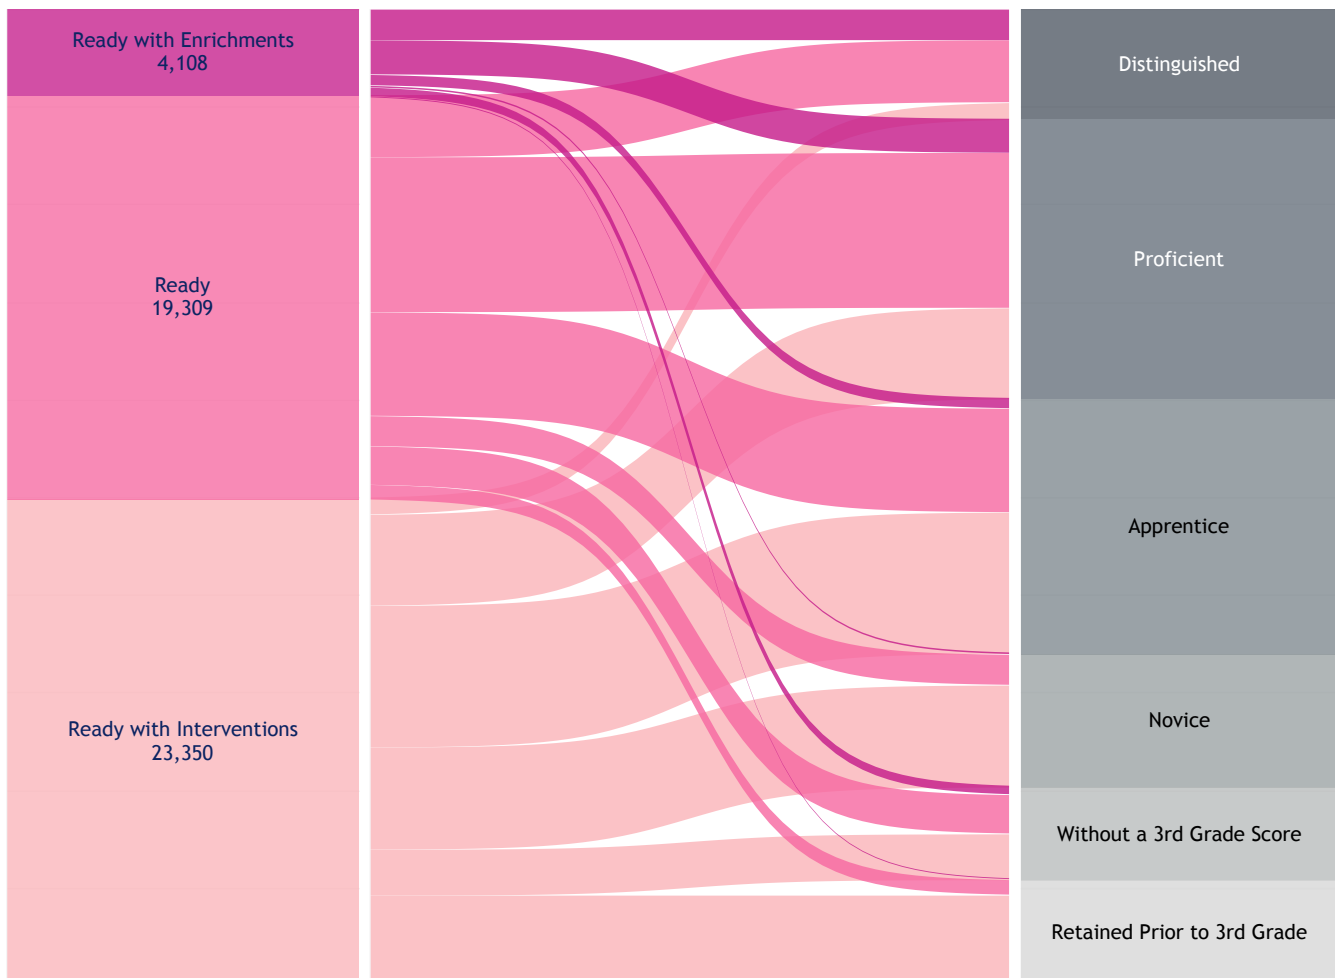 Ready with Enrichments
4,108
Ready
19,309
Ready with Interventions
23,350
Distinguished
Proficient
Apprentice
Novice
Without a 3rd Grade Score
Retained Prior to 3rd Grade